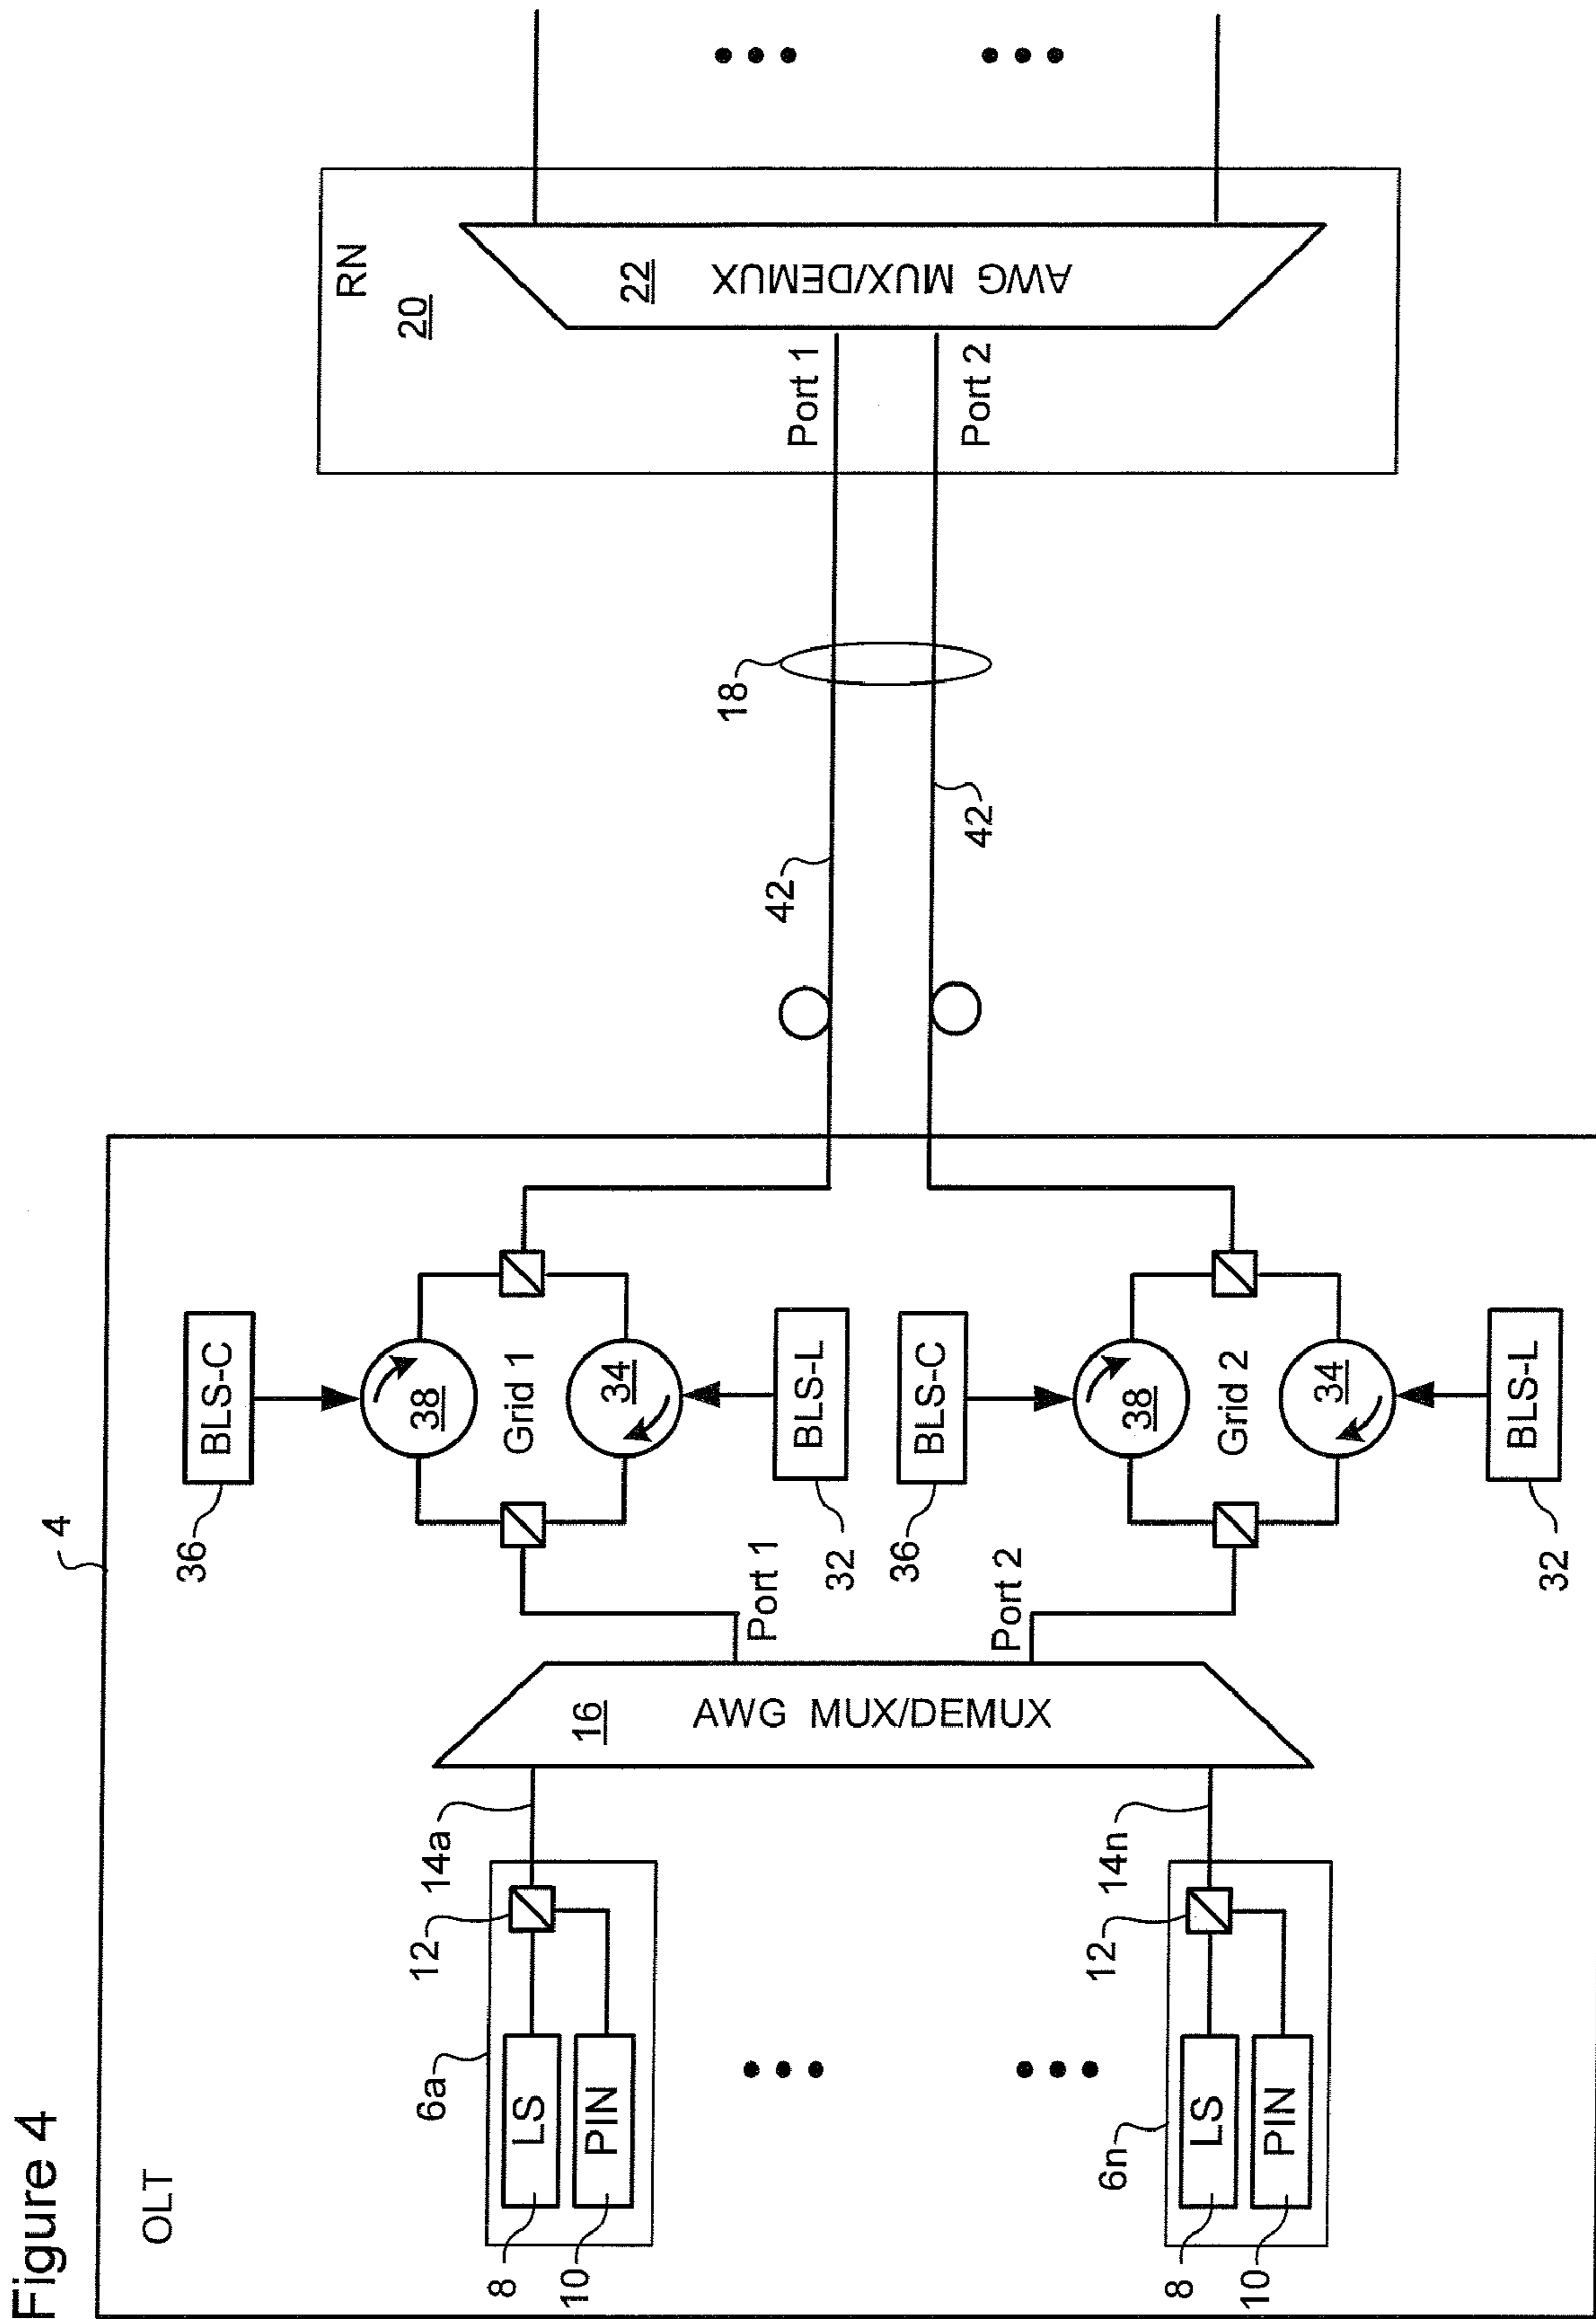 Figure 4
OLT
4
6a
LS
PIN
8
10
12
14a
6n
LS
PIN
8
10
12
14n
16
AWG MUX/DEMUX
Port 1
Port 2
36
BLS-C
38
Grid 1
34
BLS-L
32
36
BLS-C
38
Grid 2
34
BLS-L
32
42
42
18
RN
20
Port 1
Port 2
22
AWG MUX/DEMUX